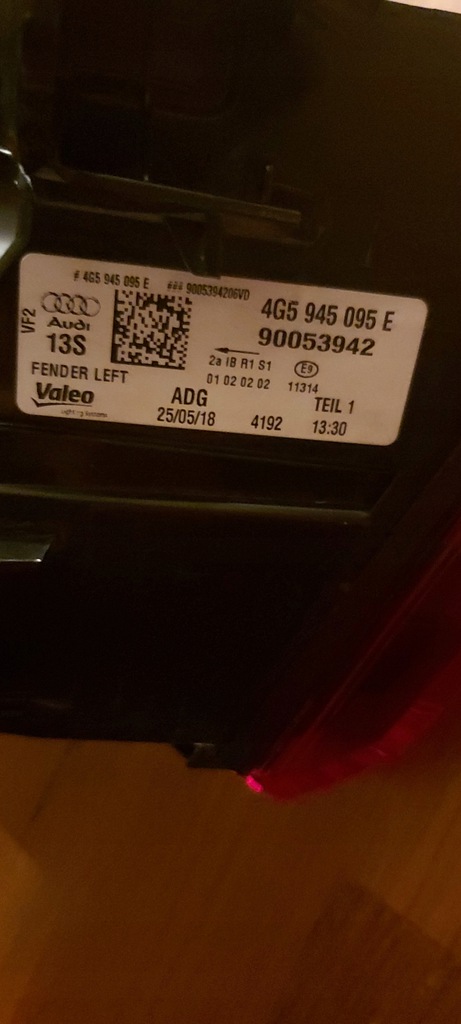 # 4G5 945 095 E ### 9005394206VD
VF2
Audi
13S
4G5 945 095 E
90053942
2a IB R1 S1 E9
01 02 02 02 11314
FENDER LEFT
Valeo
ADG TEIL 1
25/05/18 4192 13:30